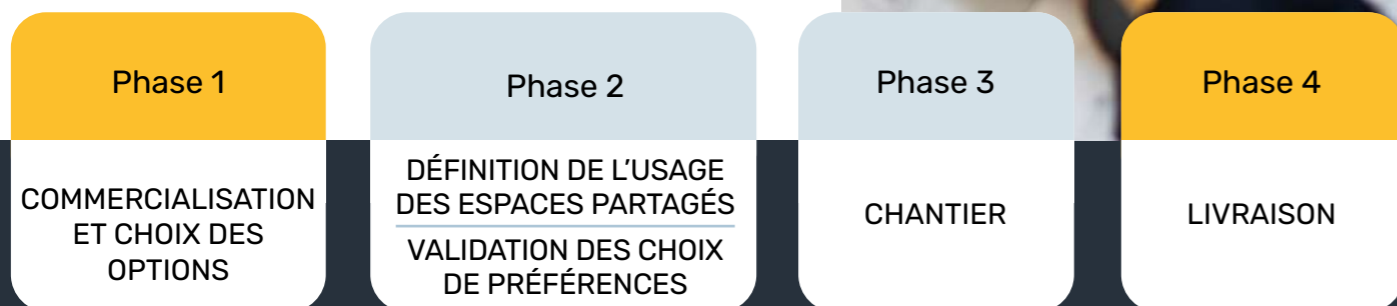 Phase 1
COMMERCIALISATION
ET CHOIX DES
OPTIONS
Phase 2
DÉFINITION DE L’USAGE
DES ESPACES PARTAGÉS
VALIDATION DES CHOIX
DE PRÉFÉRENCES
Phase 3
CHANTIER
Phase 4
LIVRAISON